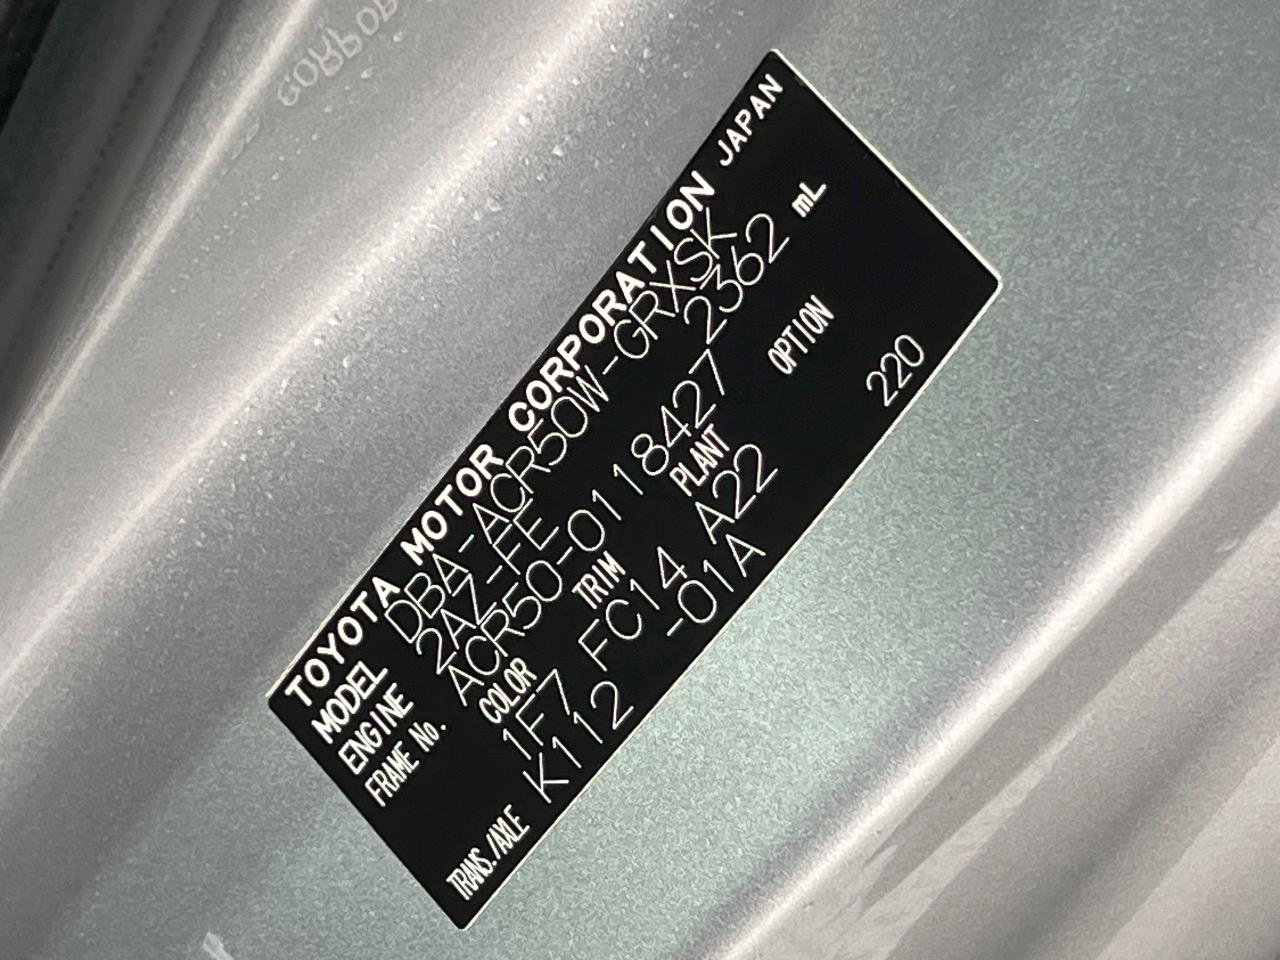 TOYOTA MOTOR CORPORATION JAPAN
MODEL DBA-ACR50W-GRXSK
ENGINE 2AZ-FE 2362 mL
FRAME No. ACR50-0118427
COLOR TRIM PLANT OPTION
1F7 FC14 A22
TRANS./AXLE K112 -01A 220
CORPOR